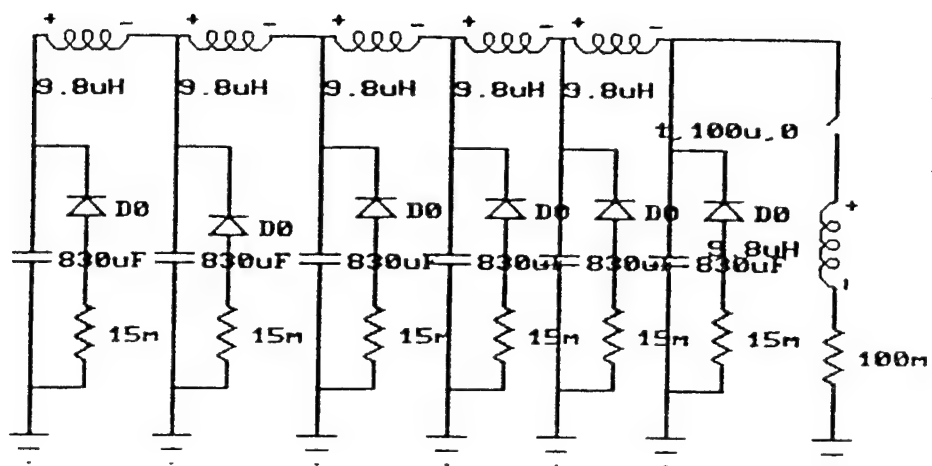 + - + - + - + - + -
9.8uH 9.8uH 9.8uH 9.8uH 9.8uH
t 100u 0
D0 D0 D0 D0 D0 D0
+
9.8uH
830uF 830uF 830uF 830uF 830uF 830uF
-
15m 15m 15m 15m 15m 15m
100m